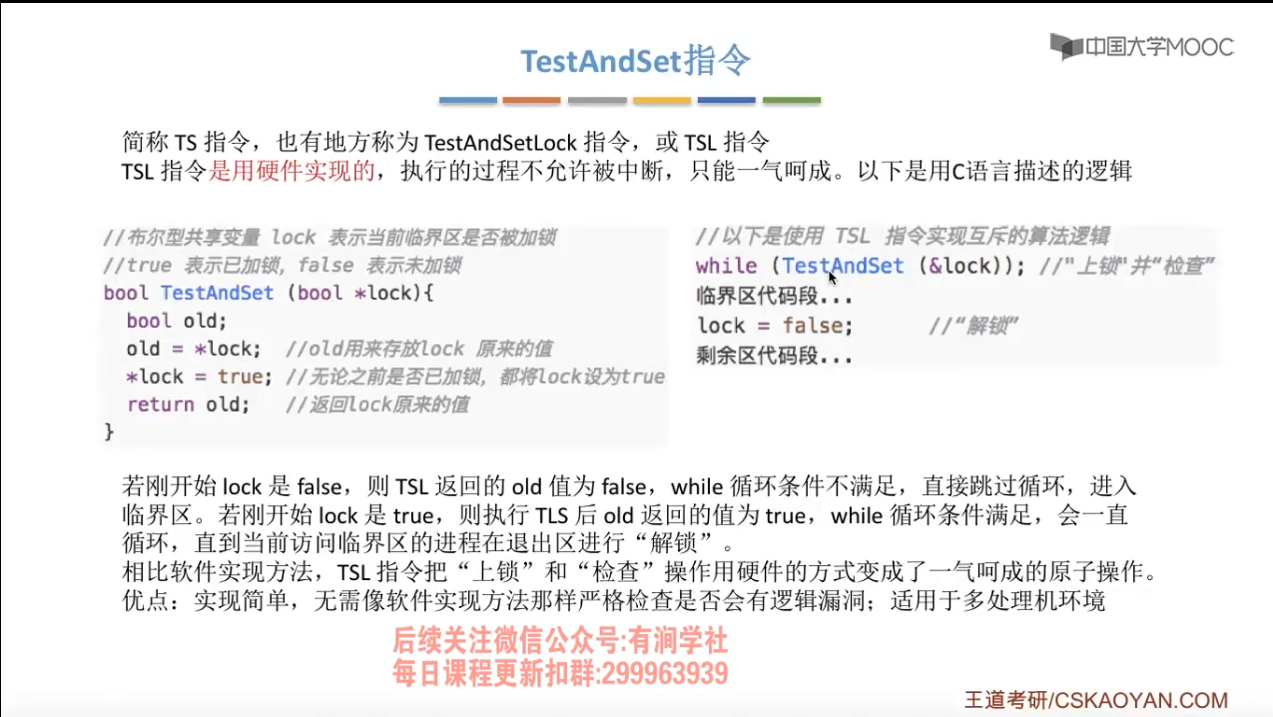 中国大学MOOC
TestAndSet指令
简称 TS 指令，也有地方称为 TestAndSetLock 指令，或 TSL 指令
TSL 指令是用硬件实现的，执行的过程不允许被中断，只能一气呵成。以下是用C语言描述的逻辑
//布尔型共享变量 lock 表示当前临界区是否被加锁
//true 表示已加锁，false 表示未加锁
bool TestAndSet (bool *lock){
bool old;
old = *lock; //old用来存放lock 原来的值
*lock = true; //无论之前是否已加锁，都将lock设为true
return old; //返回lock原来的值
}
//以下是使用 TSL 指令实现互斥的算法逻辑
while (TestAndSet (&lock)); //"上锁"并“检查”
临界区代码段...
lock = false; //“解锁”
剩余区代码段...
若刚开始 lock 是 false，则 TSL 返回的 old 值为 false，while 循环条件不满足，直接跳过循环，进入
临界区。若刚开始 lock 是 true，则执行 TLS 后 old 返回的值为 true，while 循环条件满足，会一直
循环，直到当前访问临界区的进程在退出区进行“解锁”。
相比软件实现方法，TSL 指令把“上锁”和“检查”操作用硬件的方式变成了一气呵成的原子操作。
优点：实现简单，无需像软件实现方法那样严格检查是否会有逻辑漏洞；适用于多处理机环境
后续关注微信公众号:有涧学社
每日课程更新扣群:299963939
王道考研/CSKAOYAN.COM